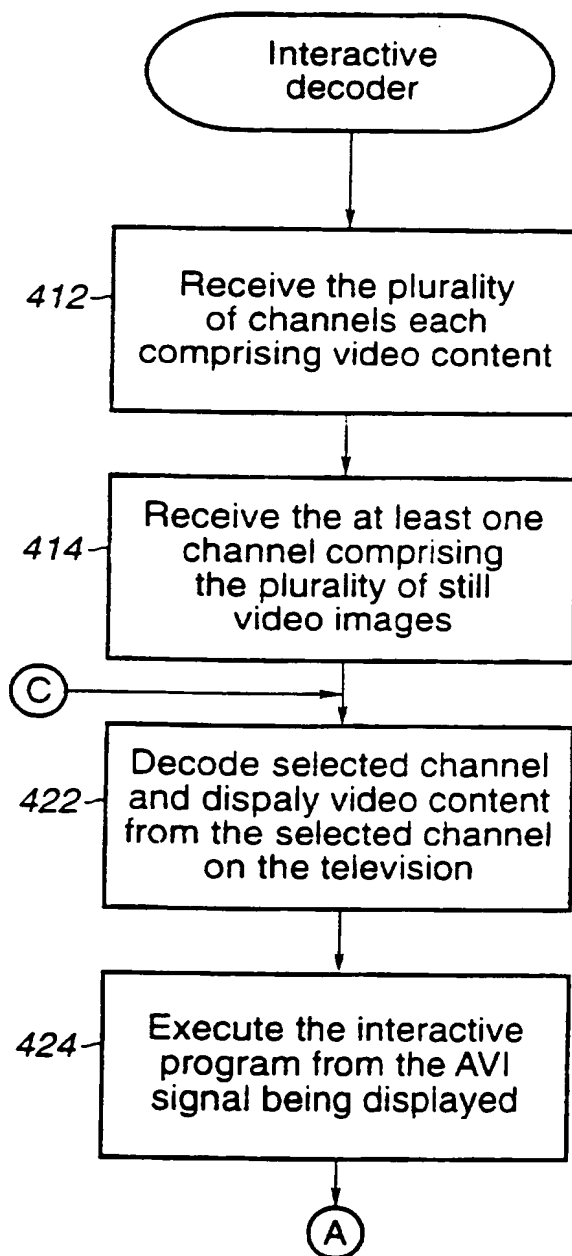 Interactive
decoder
412
Receive the plurality
of channels each
comprising video content
414
Receive the at least one
channel comprising
the plurality of still
video images
C
422
Decode selected channel
and dispaly video content
from the selected channel
on the television
424
Execute the interactive
program from the AVI
signal being displayed
A